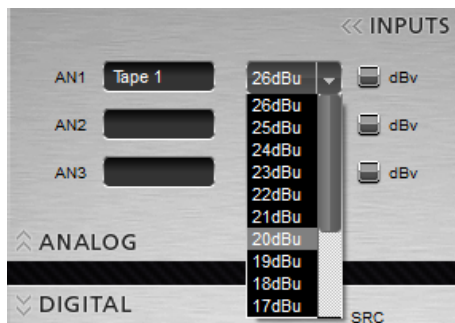 << INPUTS
AN1 Tape 1 26dBu dBv
26dBu
AN2 25dBu dBv
24dBu
AN3 23dBu dBv
22dBu
21dBu
ANALOG 20dBu
19dBu
18dBu
DIGITAL 17dBu
SRC